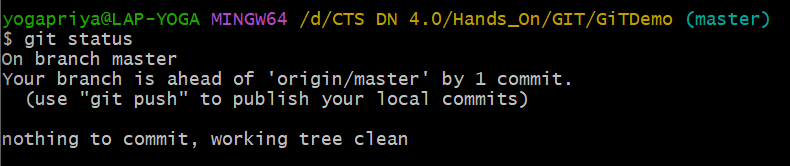 yogapriya@LAP-YOGA MINGW64 /d/CTS DN 4.0/Hands_On/GIT/GiTDemo (master)
$ git status
On branch master
Your branch is ahead of 'origin/master' by 1 commit.
  (use "git push" to publish your local commits)

nothing to commit, working tree clean